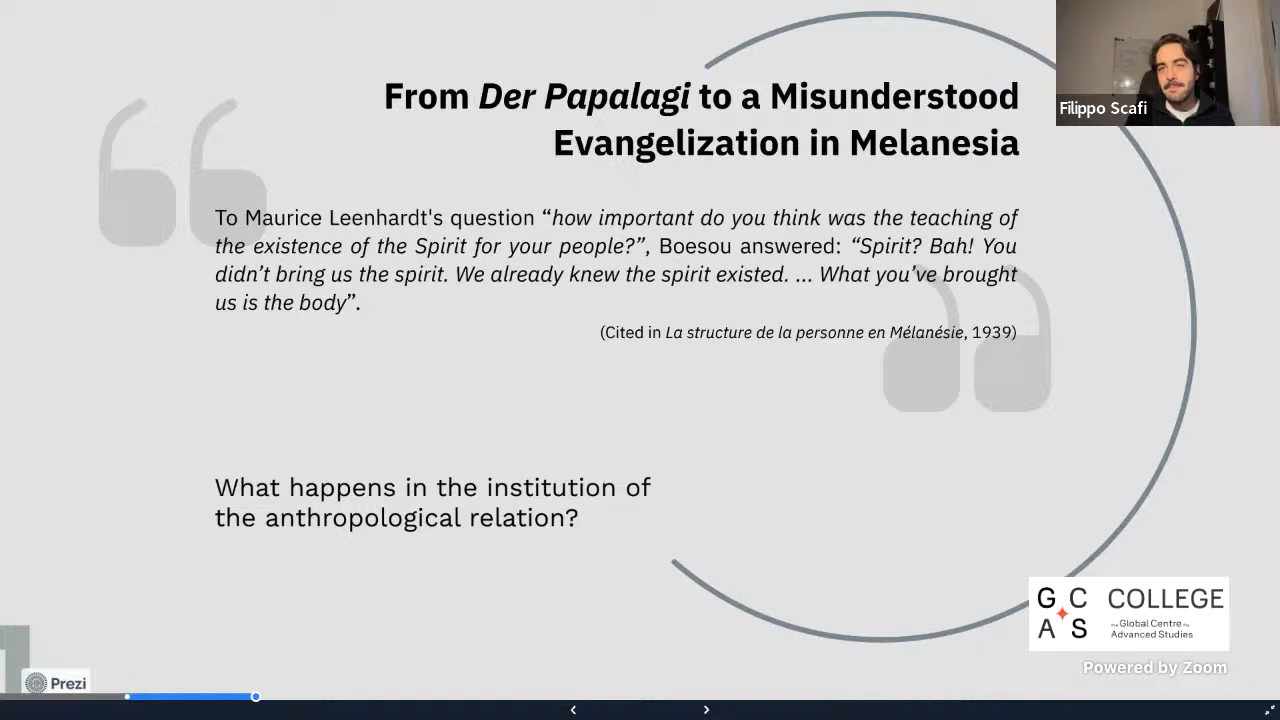 From Der Papalagi to a Misunderstood
Evangelization in Melanesia
Filippo Scafi
To Maurice Leenhardt's question “how important do you think was the teaching of
the existence of the Spirit for your people?”, Boesou answered: “Spirit? Bah! You
didn’t bring us the spirit. We already knew the spirit existed. ... What you’ve brought
us is the body”.
(Cited in La structure de la personne en Mélanésie, 1939)
What happens in the institution of
the anthropological relation?
G C
A S
COLLEGE
the Global Centre for
Advanced Studies
Powered by Zoom
Prezi